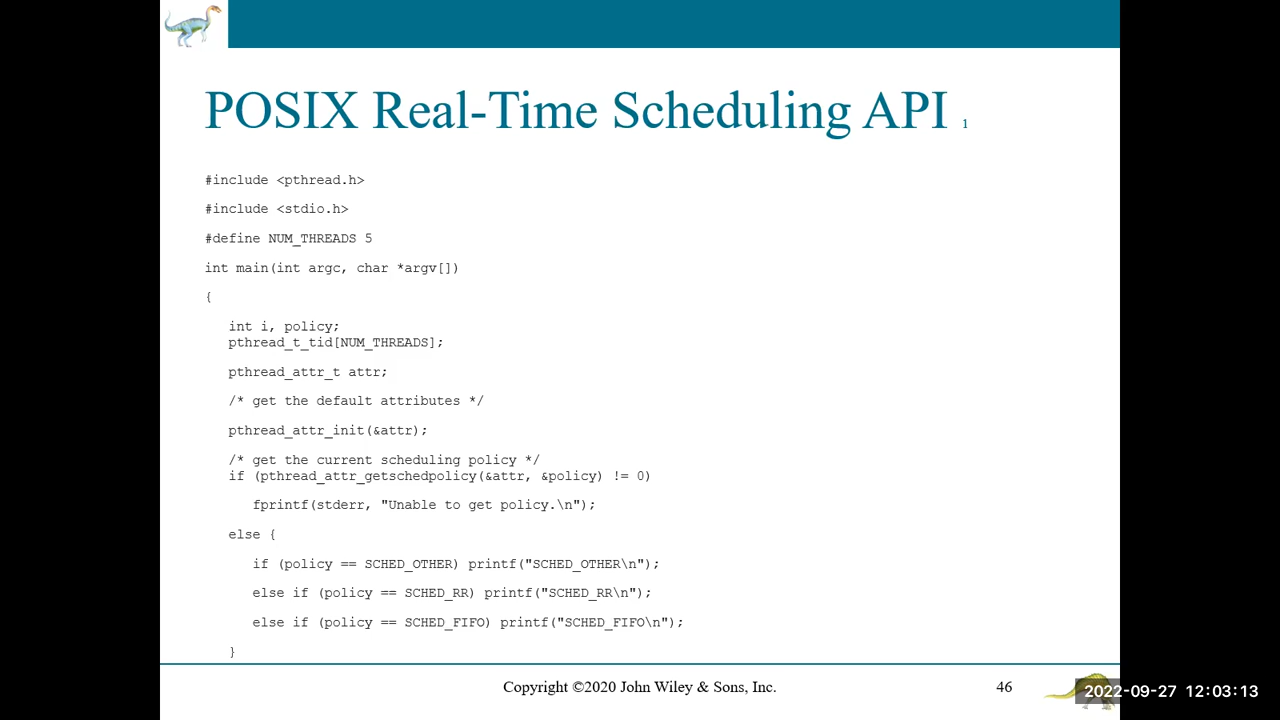 POSIX Real-Time Scheduling API 1
#include <pthread.h>
#include <stdio.h>
#define NUM_THREADS 5
int main(int argc, char *argv[])
{
int i, policy;
pthread_t_tid[NUM_THREADS];
pthread_attr_t attr;
/* get the default attributes */
pthread_attr_init(&attr);
/* get the current scheduling policy */
if (pthread_attr_getschedpolicy(&attr, &policy) != 0)
fprintf(stderr, "Unable to get policy.\n");
else {
if (policy == SCHED_OTHER) printf("SCHED_OTHER\n");
else if (policy == SCHED_RR) printf("SCHED_RR\n");
else if (policy == SCHED_FIFO) printf("SCHED_FIFO\n");
}
Copyright ©2020 John Wiley & Sons, Inc.
46
2022-09-27 12:03:13